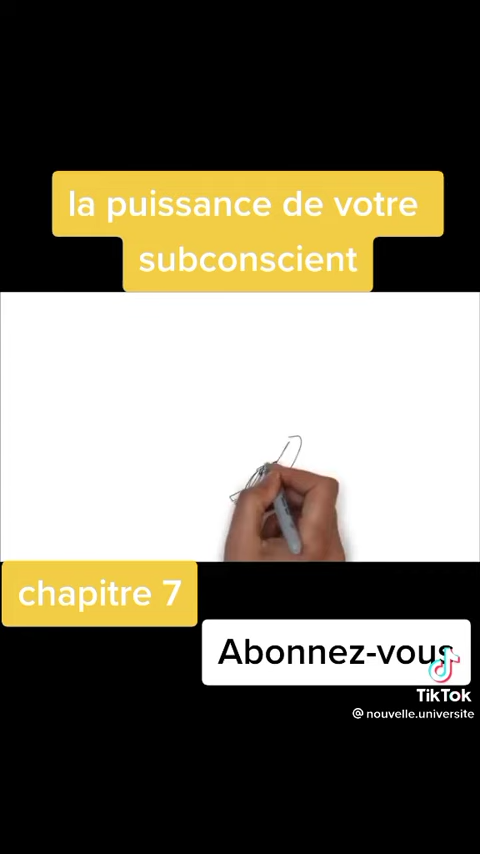 la puissance de votre
subconscient
chapitre 7
Abonnez-vous
TikTok
@ nouvelle.universite